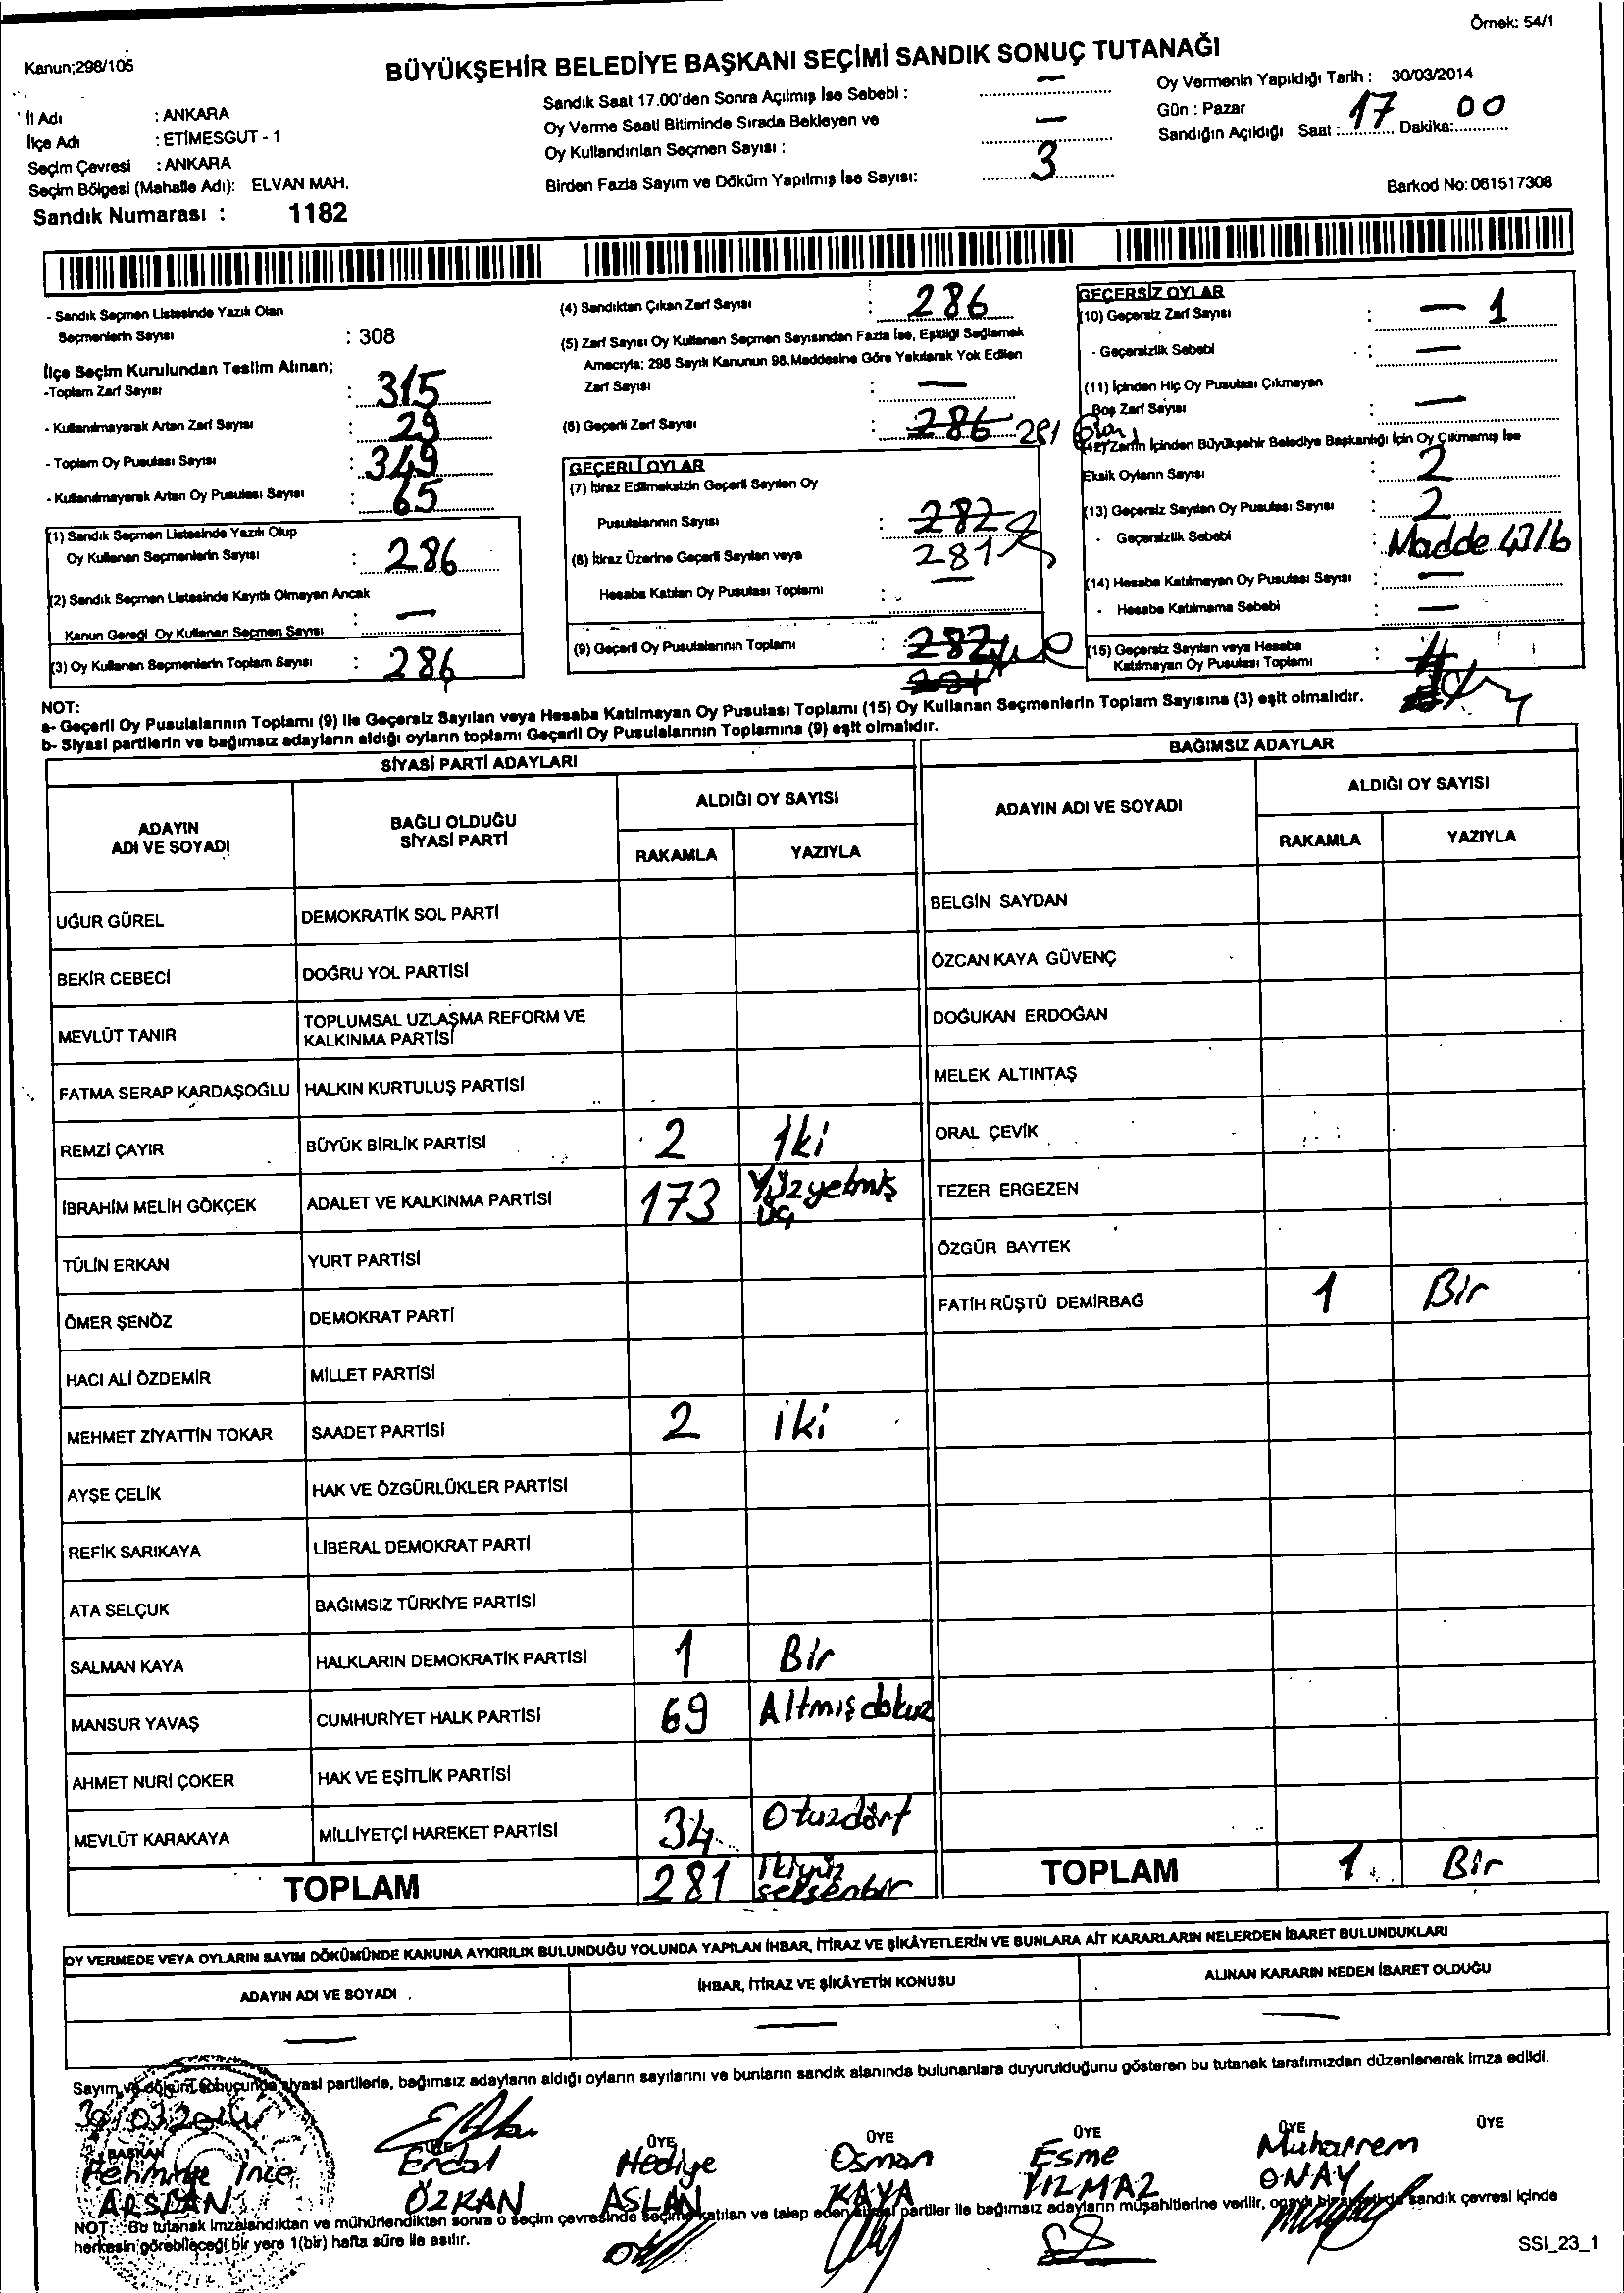 Örnek: 54/1
Kanun;298/105
BÜYÜKŞEHİR BELEDİYE BAŞKANI SEÇİMİ SANDIK SONUÇ TUTANAĞI
İl Adı : ANKARA
İlçe Adı : ETİMESGUT - 1
Seçim Çevresi : ANKARA
Seçim Bölgesi (Mahalle Adı): ELVAN MAH.
Sandık Numarası : 1182
Sandık Saat 17.00'den Sonra Açılmış İse Sebebi : —
Oy Verme Saati Bitiminde Sırada Bekleyen ve
Oy Kullandırılan Seçmen Sayısı : —
Birden Fazla Sayım ve Döküm Yapılmış İse Sayısı: 3
Oy Vermenin Yapıldığı Tarih : 30/03/2014
Gün : Pazar
Sandığın Açıldığı Saat : 17 Dakika: 00
Barkod No: 061517308
- Sandık Seçmen Listesinde Yazılı Olan
Seçmenlerin Sayısı : 308
İlçe Seçim Kurulundan Teslim Alınan;
-Toplam Zarf Sayısı : 315
- Kullanılmayarak Artan Zarf Sayısı : 29
- Toplam Oy Pusulası Sayısı : 349
- Kullanılmayarak Artan Oy Pusulası Sayısı : 65
(1) Sandık Seçmen Listesinde Yazılı Olup
Oy Kullanan Seçmenlerin Sayısı : 286
(2) Sandık Seçmen Listesinde Kayıtlı Olmayan Ancak
Kanun Gereği Oy Kullanan Seçmen Sayısı : —
(3) Oy Kullanan Seçmenlerin Toplam Sayısı : 286
(4) Sandıktan Çıkan Zarf Sayısı : 286
(5) Zarf Sayısı Oy Kullanan Seçmen Sayısından Fazla İse, Eşitliği Sağlamak
Amacıyla; 298 Sayılı Kanunun 98.Maddesine Göre Yakılarak Yok Edilen
Zarf Sayısı : —
(6) Geçerli Zarf Sayısı : 286 281
GEÇERLİ OYLAR
(7) İtiraz Edilmeksizin Geçerli Sayılan Oy
Pusulalarının Sayısı : 282
281
(8) İtiraz Üzerine Geçerli Sayılan veya
Hesaba Katılan Oy Pusulası Toplamı : —
(9) Geçerli Oy Pusulalarının Toplamı : 282
281
GEÇERSİZ OYLAR
(10) Geçersiz Zarf Sayısı : — 1
- Geçersizlik Sebebi : —
(11) İçinden Hiç Oy Pusulası Çıkmayan
Boş Zarf Sayısı : —
(12) Zarfın İçinden Büyükşehir Belediye Başkanlığı İçin Oy Çıkmamış İse
Eksik Oyların Sayısı : 2
(13) Geçersiz Sayılan Oy Pusulası Sayısı : 2
- Geçersizlik Sebebi : Madde 43/b
(14) Hesaba Katılmayan Oy Pusulası Sayısı : —
- Hesaba Katılmama Sebebi : —
(15) Geçersiz Sayılan veya Hesaba
Katılmayan Oy Pusulası Toplamı : 4
NOT:
a- Geçerli Oy Pusulalarının Toplamı (9) İle Geçersiz Sayılan veya Hesaba Katılmayan Oy Pusulası Toplamı (15) Oy Kullanan Seçmenlerin Toplam Sayısına (3) eşit olmalıdır.
b- Siyasi partilerin ve bağımsız adayların aldığı oyların toplamı Geçerli Oy Pusulalarının Toplamına (9) eşit olmalıdır.
SİYASİ PARTİ ADAYLARI
BAĞIMSIZ ADAYLAR
ADAYIN
ADI VE SOYADI
BAĞLI OLDUĞU
SİYASİ PARTİ
ALDIĞI OY SAYISI
RAKAMLA YAZIYLA
ADAYIN ADI VE SOYADI
ALDIĞI OY SAYISI
RAKAMLA YAZIYLA
UĞUR GÜREL DEMOKRATİK SOL PARTİ BELGİN SAYDAN
BEKİR CEBECİ DOĞRU YOL PARTİSİ ÖZCAN KAYA GÜVENÇ
MEVLÜT TANIR TOPLUMSAL UZLAŞMA REFORM VE
KALKINMA PARTİSİ DOĞUKAN ERDOĞAN
FATMA SERAP KARDAŞOĞLU HALKIN KURTULUŞ PARTİSİ MELEK ALTINTAŞ
REMZİ ÇAYIR BÜYÜK BİRLİK PARTİSİ 2 İki ORAL ÇEVİK
İBRAHİM MELİH GÖKÇEK ADALET VE KALKINMA PARTİSİ 173 Yüzyetmiş
üç TEZER ERGEZEN
TÜLİN ERKAN YURT PARTİSİ ÖZGÜR BAYTEK
ÖMER ŞENÖZ DEMOKRAT PARTİ FATİH RÜŞTÜ DEMİRBAĞ 1 Bir
HACI ALİ ÖZDEMİR MİLLET PARTİSİ
MEHMET ZİYATTİN TOKAR SAADET PARTİSİ 2 iki
AYŞE ÇELİK HAK VE ÖZGÜRLÜKLER PARTİSİ
REFİK SARIKAYA LİBERAL DEMOKRAT PARTİ
ATA SELÇUK BAĞIMSIZ TÜRKİYE PARTİSİ
SALMAN KAYA HALKLARIN DEMOKRATİK PARTİSİ 1 Bir
MANSUR YAVAŞ CUMHURİYET HALK PARTİSİ 69 Altmışdokuz
AHMET NURİ ÇOKER HAK VE EŞİTLİK PARTİSİ
MEVLÜT KARAKAYA MİLLİYETÇİ HAREKET PARTİSİ 34 Otuzdört
TOPLAM 281 İkiyüz
seksenbir TOPLAM 1 Bir
OY VERMEDE VEYA OYLARIN SAYIM DÖKÜMÜNDE KANUNA AYKIRILIK BULUNDUĞU YOLUNDA YAPILAN İHBAR, İTİRAZ VE ŞİKÂYETLERİN VE BUNLARA AİT KARARLARIN NELERDEN İBARET BULUNDUKLARI
ADAYIN ADI VE SOYADI İHBAR, İTİRAZ VE ŞİKÂYETİN KONUSU ALINAN KARARIN NEDEN İBARET OLDUĞU
— — —
Sayım ve döküm sonucunda siyasi partilerle, bağımsız adayların aldığı oyların sayılarını ve bunların sandık alanında bulunanlara duyurulduğunu gösteren bu tutanak tarafımızdan düzenlenerek imza edildi.
30.03.2014
BAŞKAN ÜYE ÜYE ÜYE ÜYE ÜYE ÜYE
İnce Erdal Hediye Osman Esme Muharrem
ARSLAN ÖZKAN ASLAN KAYA YILMAZ ONAY
NOT: Bu tutanak imzalandıktan ve mühürlendikten sonra o seçim çevresinde seçime katılan ve talep eden siyasi partiler ile bağımsız adayların müşahitlerine verilir, onaylı bir sandık çevresi içinde
herkesin görebileceği bir yere 1(bir) hafta süre ile asılır.
SSI_23_1